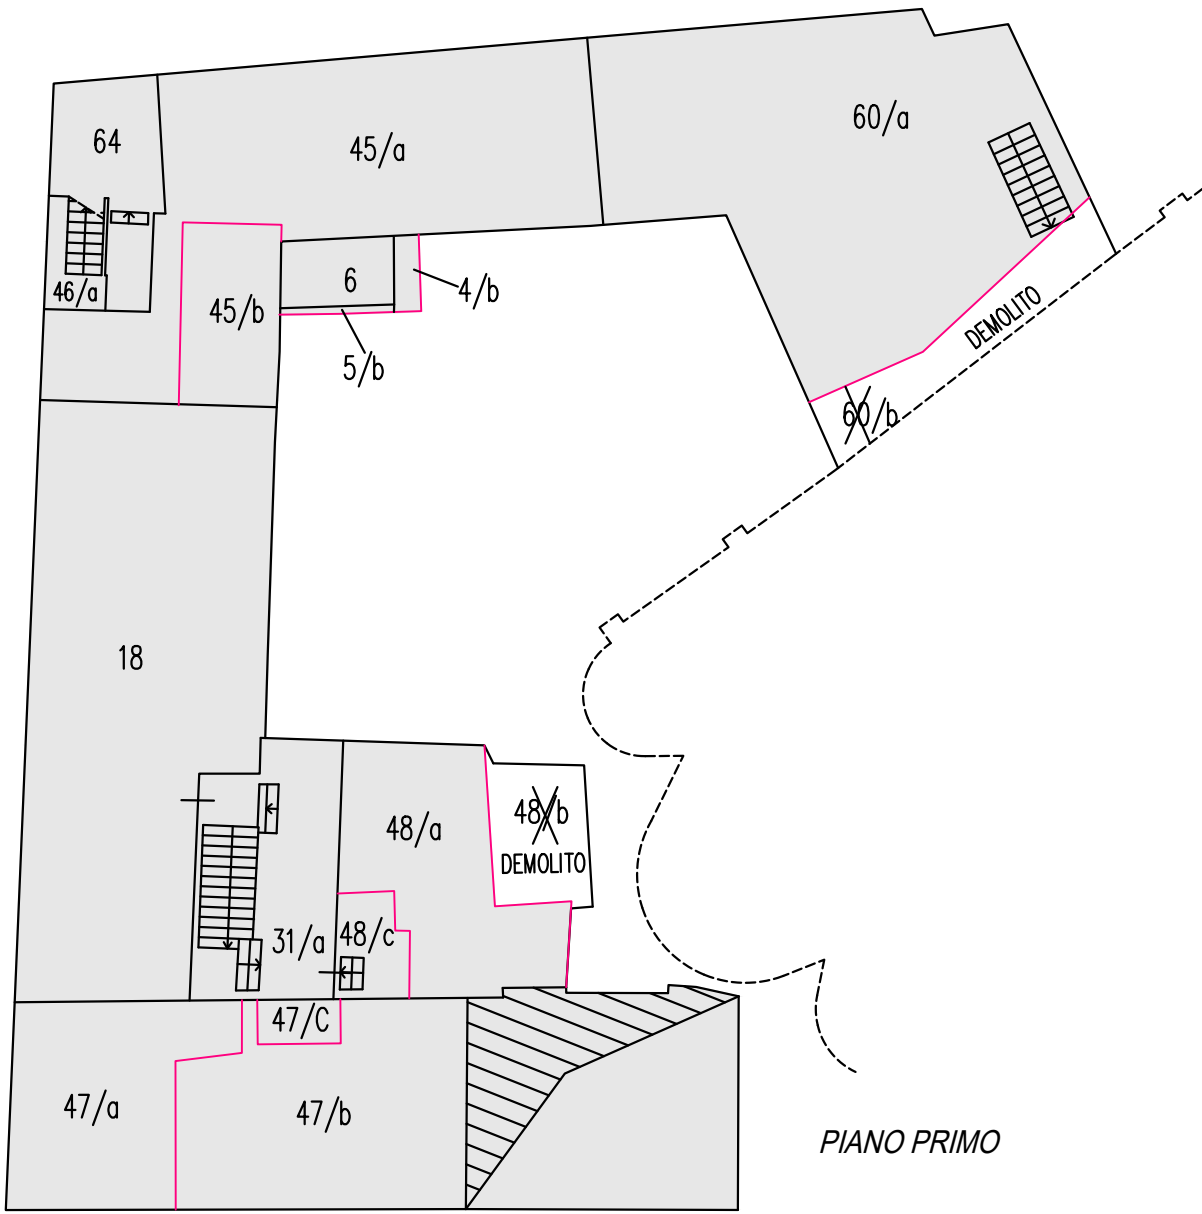 60/a
64
45/a
6
4/b
46/a
45/b
DEMOLITO
5/b
60/b
18
48/b
48/a
DEMOLITO
31/a
48/c
47/C
47/a
47/b
PIANO PRIMO